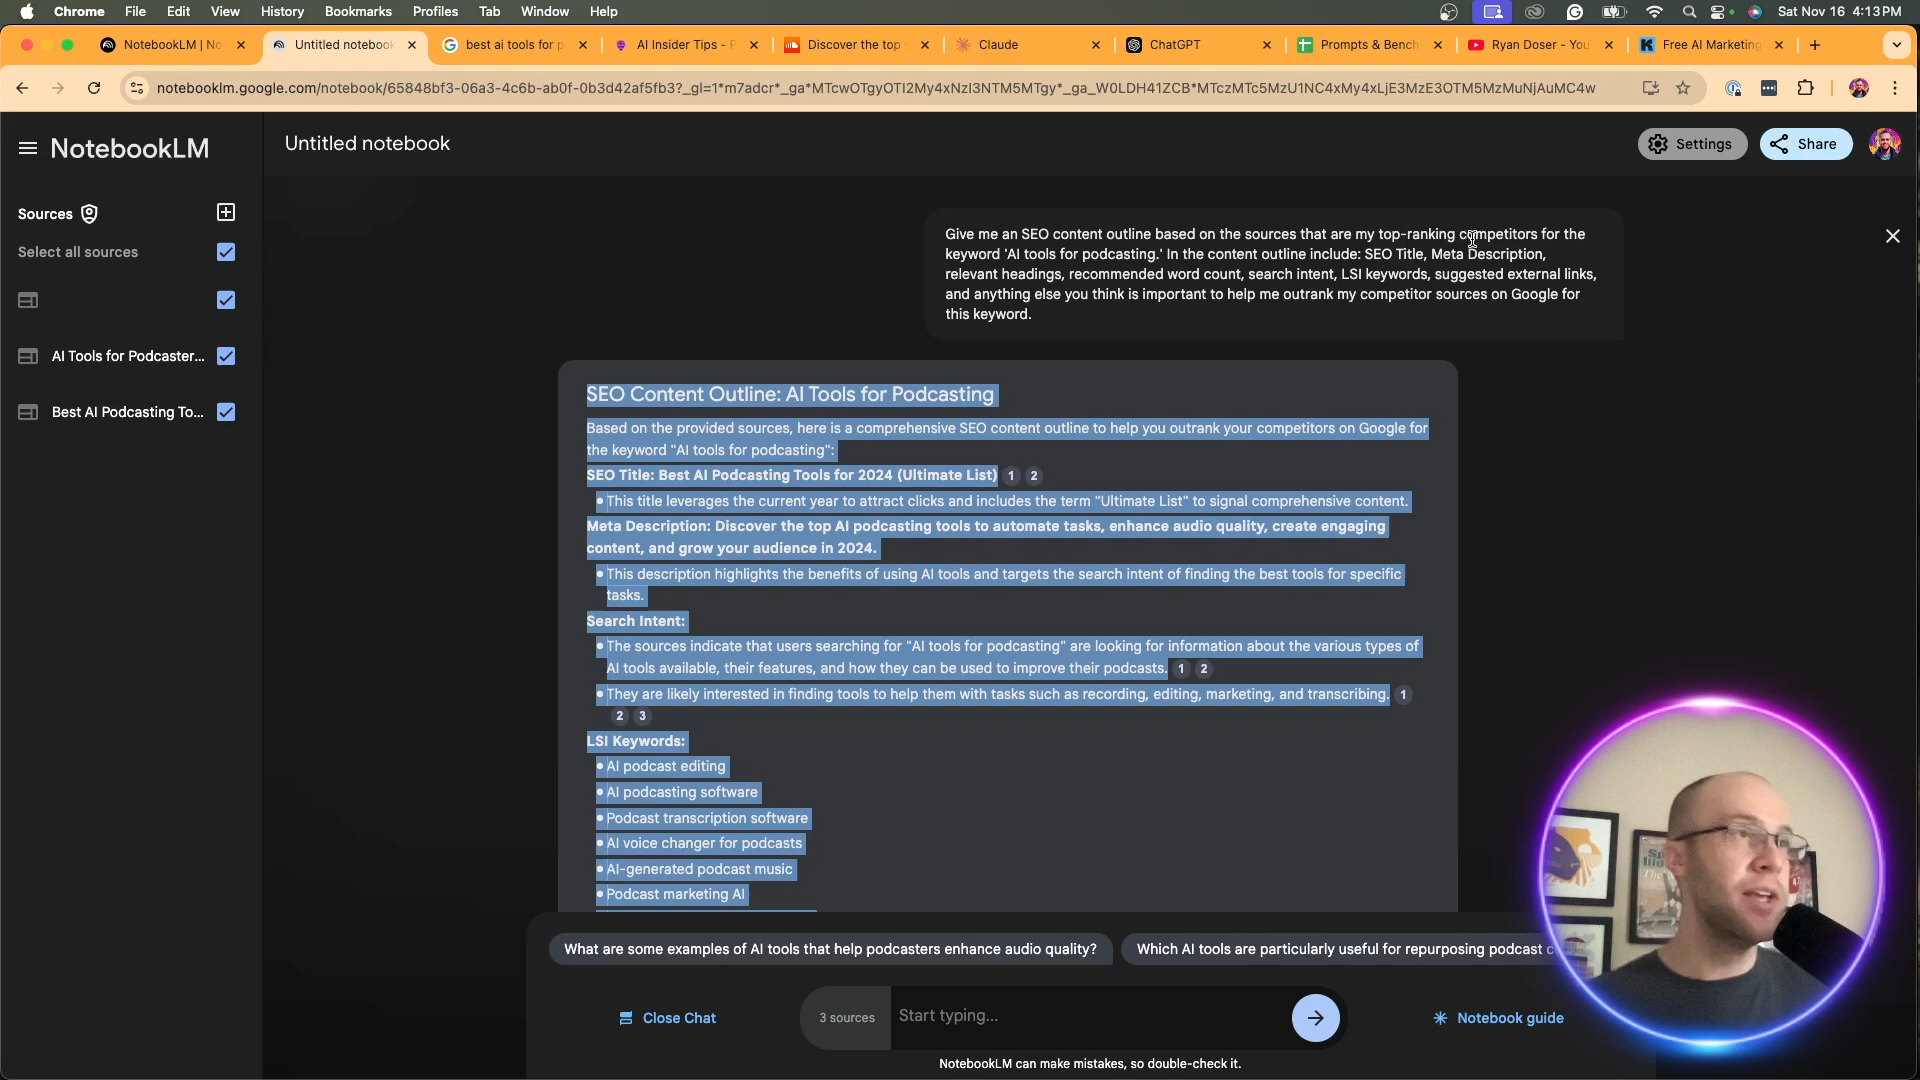 Chrome File Edit View History Bookmarks Profiles Tab Window Help
Sat Nov 16 4:13 PM
NotebookLM | No
Untitled notebook
best ai tools for p
AI Insider Tips - P
Discover the top
Claude
ChatGPT
Prompts & Bench
Ryan Doser - You
Free AI Marketing
notebooklm.google.com/notebook/65848bf3-06a3-4c6b-ab0f-0b3d42af5fb3?_gl=1*m7adcr*_ga*MTcwOTgyOTI2My4xNzI3NTM5MTgy*_ga_W0LDH41ZCB*MTczMTc5MzU1NC4xMy4xLjE3MzE3OTM5MzMuNjAuMC4w
NotebookLM
Untitled notebook
Settings
Share
Sources
Select all sources
AI Tools for Podcaster...
Best AI Podcasting To...
Give me an SEO content outline based on the sources that are my top-ranking competitors for the
keyword 'AI tools for podcasting.' In the content outline include: SEO Title, Meta Description,
relevant headings, recommended word count, search intent, LSI keywords, suggested external links,
and anything else you think is important to help me outrank my competitor sources on Google for
this keyword.
SEO Content Outline: AI Tools for Podcasting
Based on the provided sources, here is a comprehensive SEO content outline to help you outrank your competitors on Google for
the keyword "AI tools for podcasting":
SEO Title: Best AI Podcasting Tools for 2024 (Ultimate List) 1 2
• This title leverages the current year to attract clicks and includes the term "Ultimate List" to signal comprehensive content.
Meta Description: Discover the top AI podcasting tools to automate tasks, enhance audio quality, create engaging
content, and grow your audience in 2024.
• This description highlights the benefits of using AI tools and targets the search intent of finding the best tools for specific
tasks.
Search Intent:
• The sources indicate that users searching for "AI tools for podcasting" are looking for information about the various types of
AI tools available, their features, and how they can be used to improve their podcasts. 1 2
• They are likely interested in finding tools to help them with tasks such as recording, editing, marketing, and transcribing. 1
2 3
LSI Keywords:
• AI podcast editing
• AI podcasting software
• Podcast transcription software
• AI voice changer for podcasts
• AI-generated podcast music
• Podcast marketing AI
What are some examples of AI tools that help podcasters enhance audio quality?
Which AI tools are particularly useful for repurposing podcast c
Close Chat
3 sources
Start typing...
Notebook guide
NotebookLM can make mistakes, so double-check it.